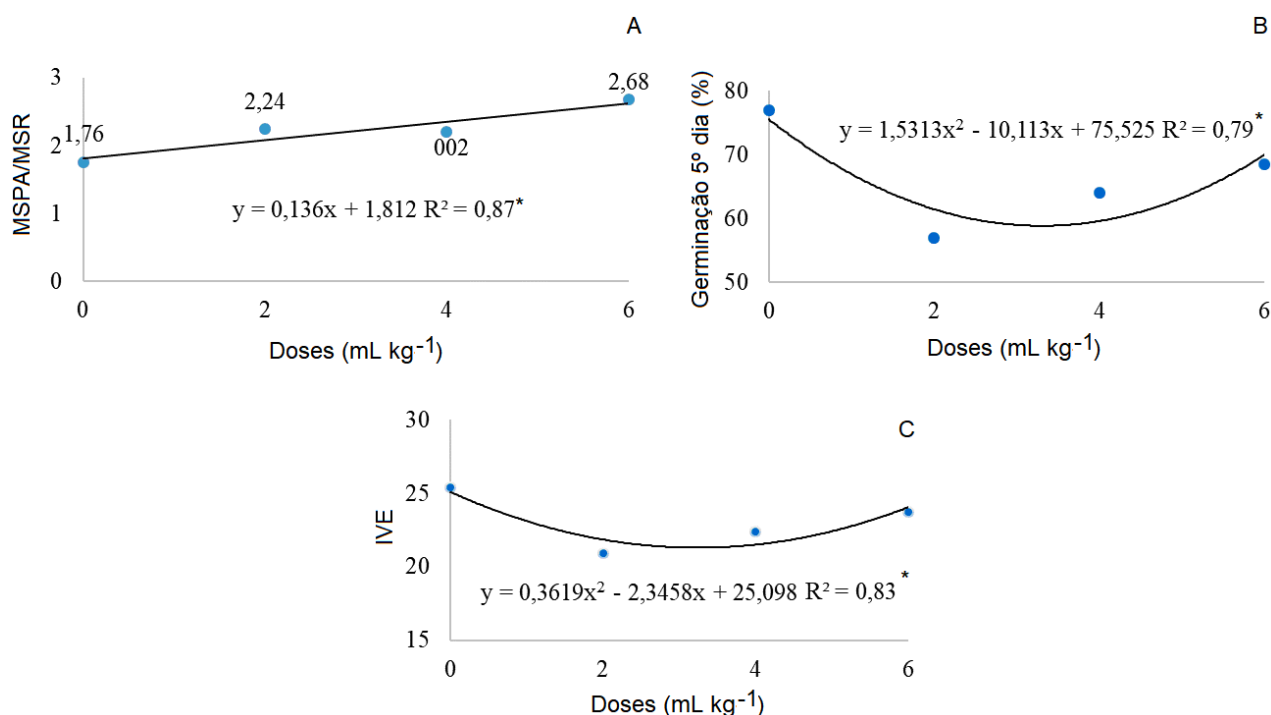 A
3
2,68
2,24
1,76
2
002
y = 0,136x + 1,812 R² = 0,87*
1
0
0 2 4 6
MSPA/MSR
Doses (mL kg⁻¹)
B
80
y = 1,5313x² - 10,113x + 75,525 R² = 0,79*
70
60
50
0 2 4 6
Germinação 5º dia (%)
Doses (mL kg⁻¹)
C
30
25
20
y = 0,3619x² - 2,3458x + 25,098 R² = 0,83*
15
0 2 4 6
IVE
Doses (mL kg⁻¹)